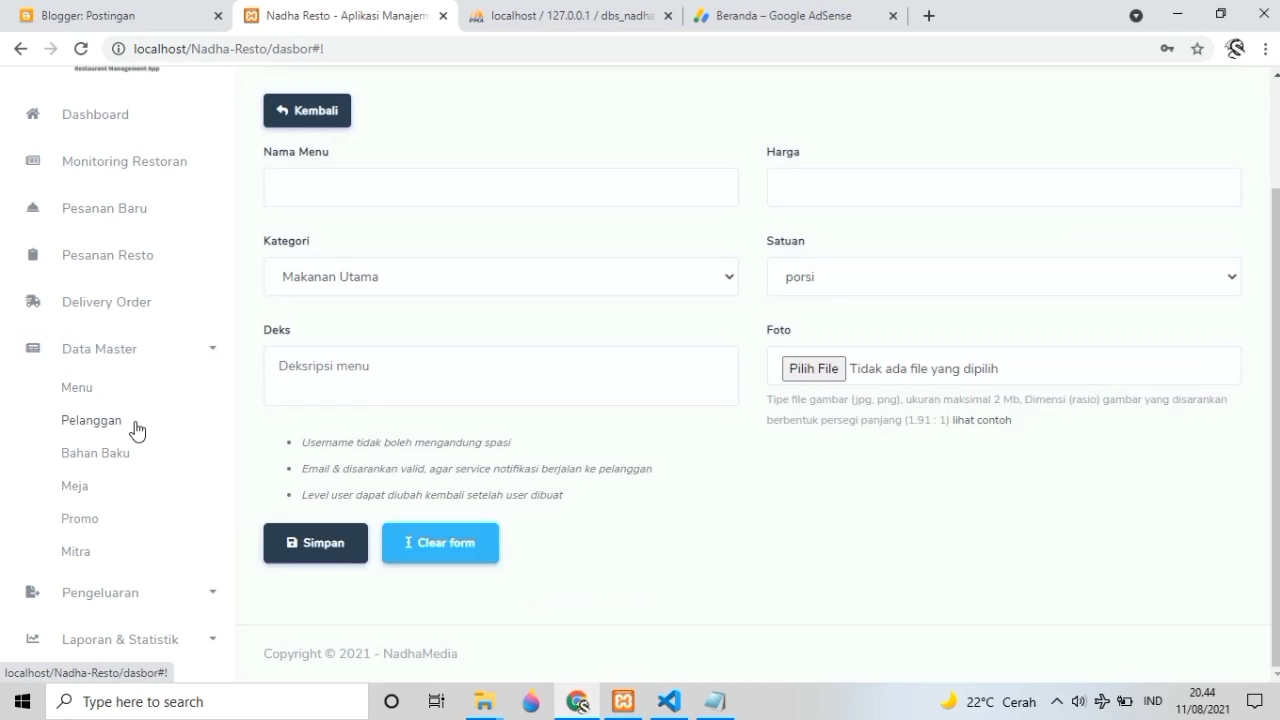 Blogger: Postingan
Nadha Resto - Aplikasi Manajem
localhost / 127.0.0.1 / dbs_nadha
Beranda – Google AdSense
localhost/Nadha-Resto/dasbor#!
Restaurant Management App
Dashboard
Monitoring Restoran
Pesanan Baru
Pesanan Resto
Delivery Order
Data Master
Menu
Pelanggan
Bahan Baku
Meja
Promo
Mitra
Pengeluaran
Laporan & Statistik
Kembali
Nama Menu
Harga
Kategori
Satuan
Makanan Utama
porsi
Deks
Foto
Deksripsi menu
Pilih File Tidak ada file yang dipilih
Tipe file gambar (jpg, png), ukuran maksimal 2 Mb, Dimensi (rasio) gambar yang disarankan
berbentuk persegi panjang (1.91 : 1) lihat contoh
Username tidak boleh mengandung spasi
Email & disarankan valid, agar service notifikasi berjalan ke pelanggan
Level user dapat diubah kembali setelah user dibuat
Simpan
Clear form
Copyright © 2021 - NadhaMedia
localhost/Nadha-Resto/dasbor#!
Type here to search
22°C Cerah
IND
20.44
11/08/2021